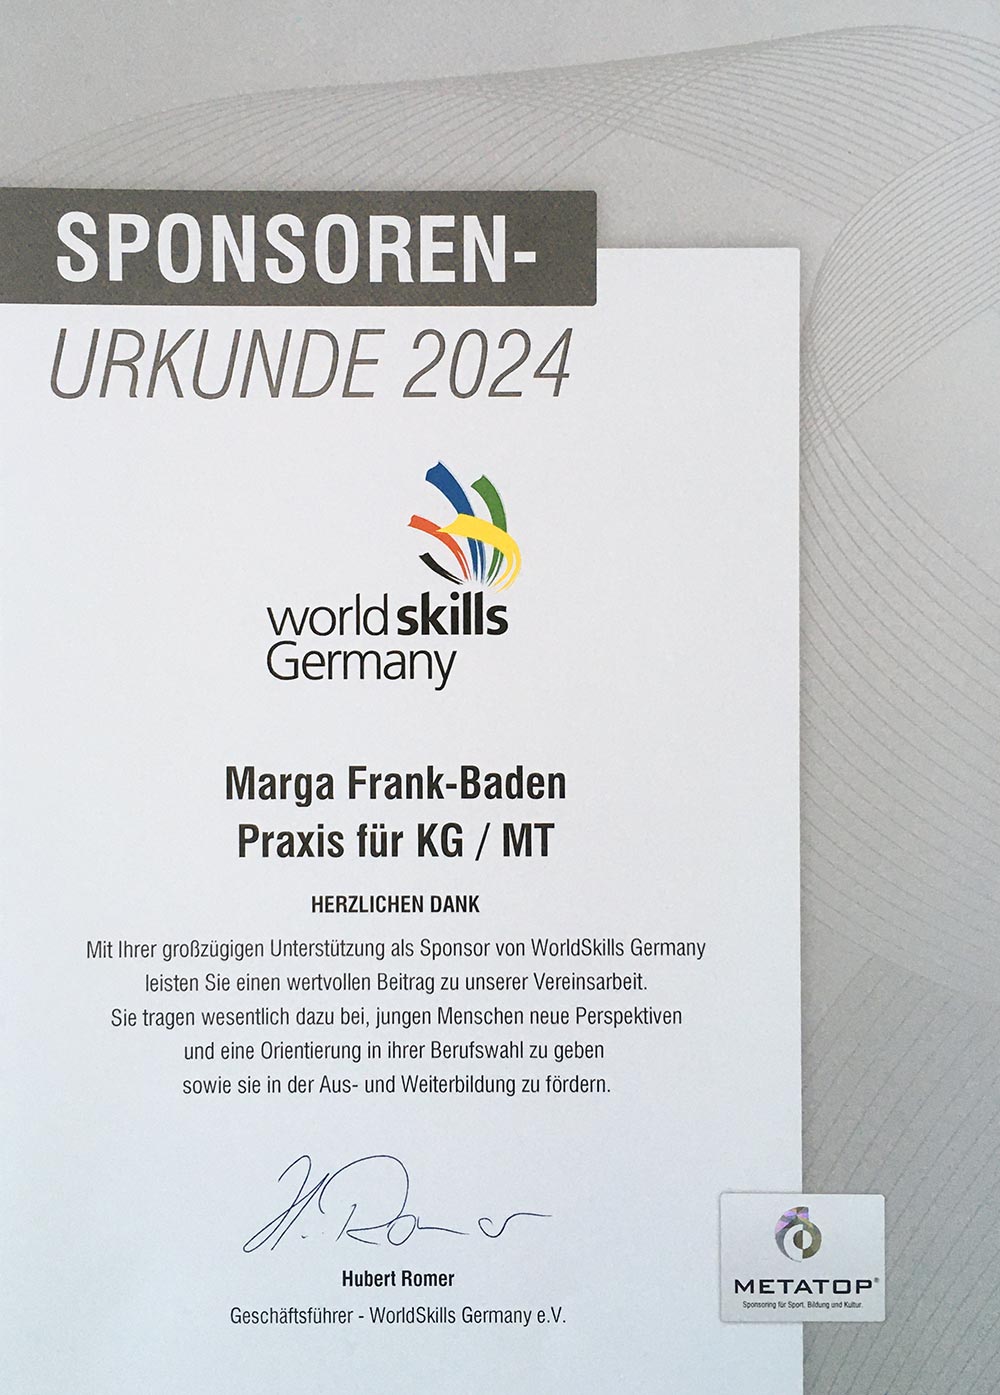 SPONSOREN-
URKUNDE 2024
worldskills
Germany
Marga Frank-Baden
Praxis für KG / MT
HERZLICHEN DANK
Mit Ihrer großzügigen Unterstützung als Sponsor von WorldSkills Germany
leisten Sie einen wertvollen Beitrag zu unserer Vereinsarbeit.
Sie tragen wesentlich dazu bei, jungen Menschen neue Perspektiven
und eine Orientierung in ihrer Berufswahl zu geben
sowie sie in der Aus- und Weiterbildung zu fördern.
H. Romer
Hubert Romer
Geschäftsführer - WorldSkills Germany e.V.
METATOP®
Sponsoring für Sport, Bildung und Kultur.